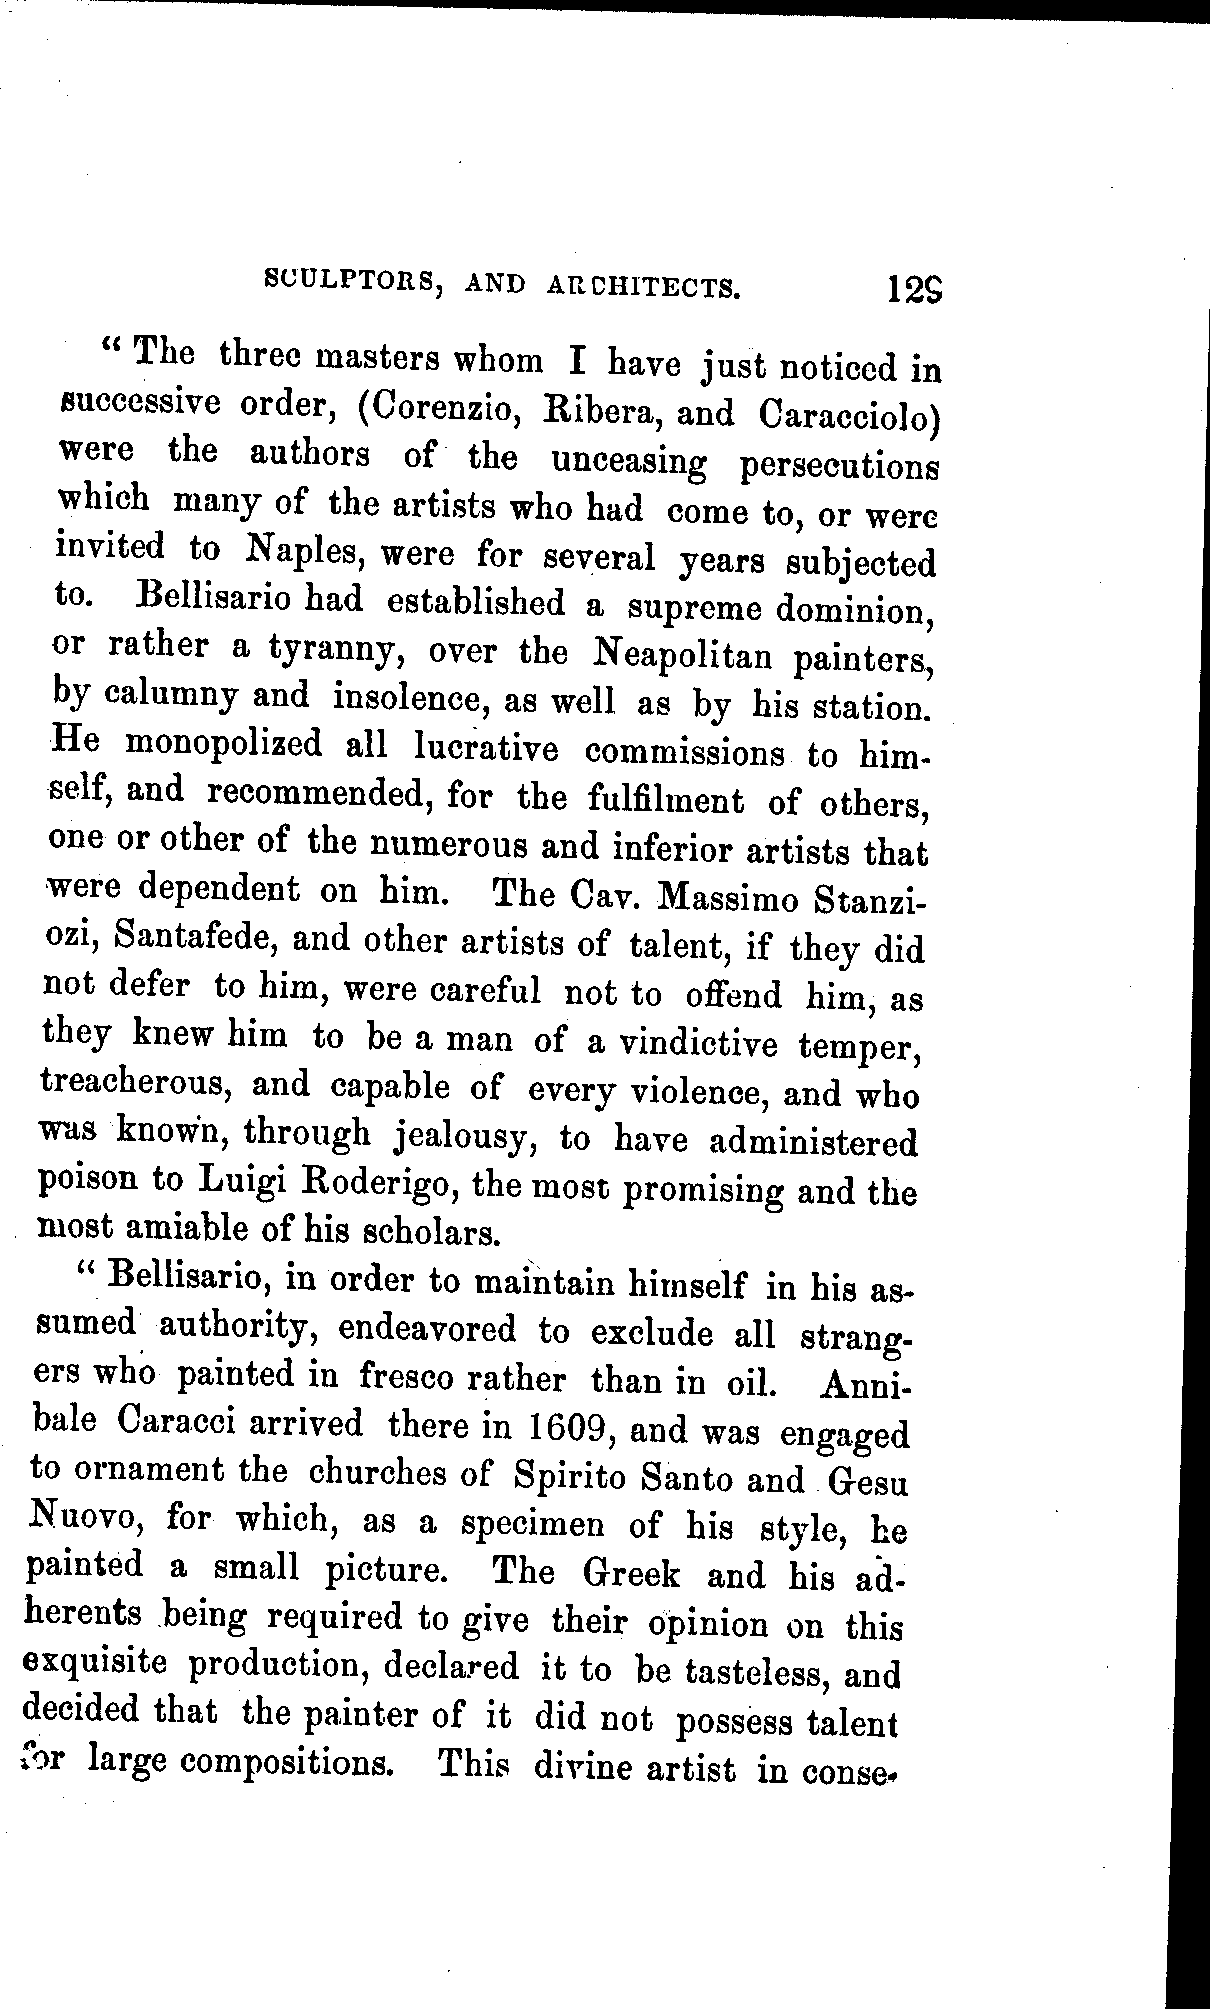 SCULPTORS, AND ARCHITECTS. 129
“ The three masters whom I have just noticed in
successive order, (Corenzio, Ribera, and Caracciolo)
were the authors of the unceasing persecutions
which many of the artists who had come to, or were
invited to Naples, were for several years subjected
to. Bellisario had established a supreme dominion,
or rather a tyranny, over the Neapolitan painters,
by calumny and insolence, as well as by his station.
He monopolized all lucrative commissions to him-
self, and recommended, for the fulfilment of others,
one or other of the numerous and inferior artists that
were dependent on him. The Cav. Massimo Stanzi-
ozi, Santafede, and other artists of talent, if they did
not defer to him, were careful not to offend him, as
they knew him to be a man of a vindictive temper,
treacherous, and capable of every violence, and who
was known, through jealousy, to have administered
poison to Luigi Roderigo, the most promising and the
most amiable of his scholars.
“ Bellisario, in order to maintain himself in his as-
sumed authority, endeavored to exclude all strang-
ers who painted in fresco rather than in oil. Anni-
bale Caracci arrived there in 1609, and was engaged
to ornament the churches of Spirito Santo and Gesu
Nuovo, for which, as a specimen of his style, he
painted a small picture. The Greek and his ad-
herents being required to give their opinion on this
exquisite production, declared it to be tasteless, and
decided that the painter of it did not possess talent
for large compositions. This divine artist in conse-